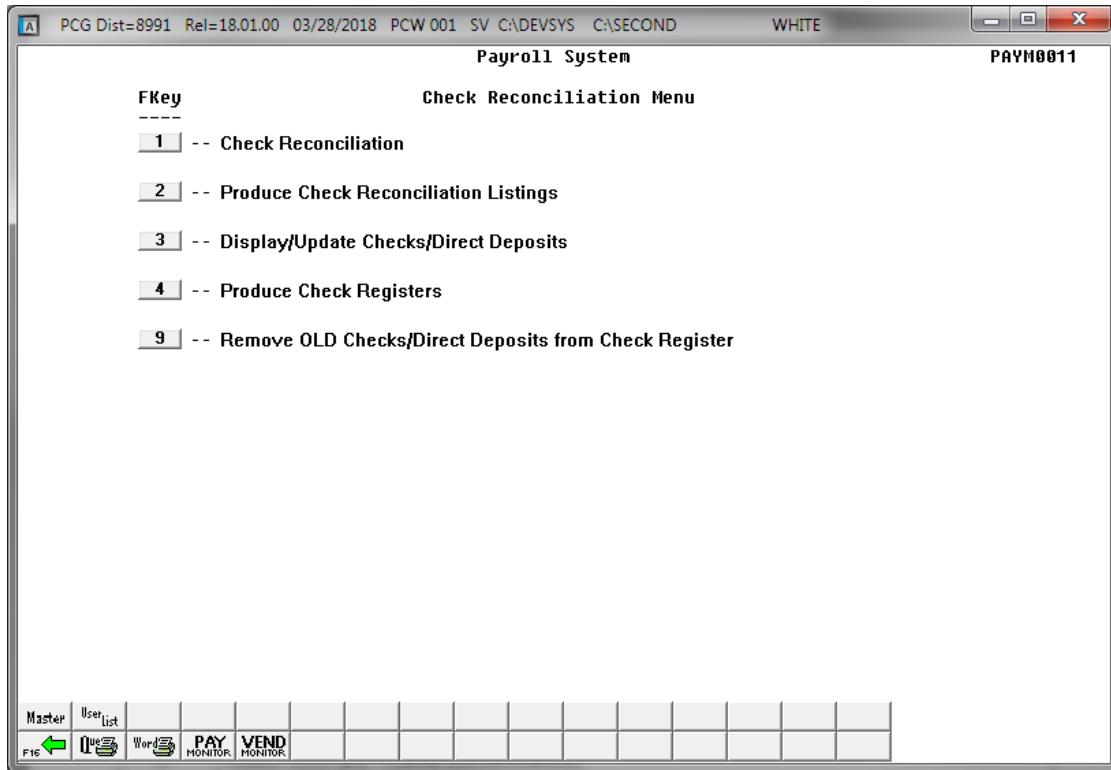 A PCG Dist=8991 Rel=18.01.00 03/28/2018 PCW 001 SV C:\DEVSYS C:\SECOND WHITE
Payroll System PAYM0011
FKey Check Reconciliation Menu
----
1 -- Check Reconciliation
2 -- Produce Check Reconciliation Listings
3 -- Display/Update Checks/Direct Deposits
4 -- Produce Check Registers
9 -- Remove OLD Checks/Direct Deposits from Check Register
Master User List
F16 Que Word PAY MONITOR VEND MONITOR